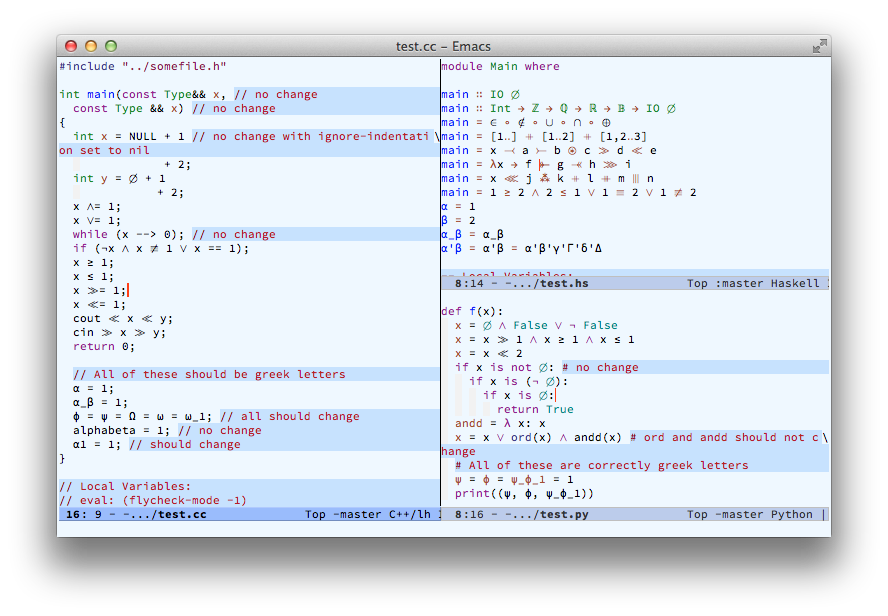 test.cc – Emacs
#include "../somefile.h"
int main(const Type&& x, // no change
const Type && x) // no change
{
int x = NULL + 1 // no change with ignore-indentati\
on set to nil
+ 2;
int y = ∅ + 1
+ 2;
x ∧= 1;
x ∨= 1;
while (x --> 0); // no change
if (¬x ∧ x ≢ 1 ∨ x == 1);
x ≥ 1;
x ≤ 1;
x ≫= 1;
x ≪= 1;
cout ≪ x ≪ y;
cin ≫ x ≫ y;
return 0;
// All of these should be greek letters
α = 1;
α_β = 1;
ϕ = ψ = Ω = ω = ω_1; // all should change
alphabeta = 1; // no change
α1 = 1; // should change
}
// Local Variables:
// eval: (flycheck-mode -1)
16: 9 - -.../test.cc Top -master C++/lh
module Main where
main ∷ IO ∅
main ∷ Int → ℤ → ℚ → ℝ → 𝔹 → IO ∅
main = ∈ ∘ ∉ ∘ ∪ ∘ ∩ ∘ ⊕
main = [1‥] ⧺ [1‥2] ⧺ [1,2‥3]
main = x ⤙ a ⤚ b ⊛ c ≫ d ≪ e
main = λx → f ⭅ g ⤛ h ⋙ i
main = x ⋘ j ⁂ k ⧺ l ⧻ m ⫴ n
main = 1 ≥ 2 ∧ 2 ≤ 1 ∨ 1 ≡ 2 ∨ 1 ≢ 2
α = 1
β = 2
α_β = α_β
α'β = α'β = α'β'γ'Γ'δ'Δ
-- Local Variables:
8:14 - -.../test.hs Top :master Haskell
def f(x):
x = ∅ ∧ False ∨ ¬ False
x = x ≫ 1 ∧ x ≥ 1 ∧ x ≤ 1
x = x ≪ 2
if x is not ∅: # no change
if x is (¬ ∅):
if x is ∅:
return True
andd = λ x: x
x = x ∨ ord(x) ∧ andd(x) # ord and andd should not c\
hange
# All of these are correctly greek letters
ψ = ϕ = ψ_ϕ_1 = 1
print((ψ, ϕ, ψ_ϕ_1))
8:16 - -.../test.py Top -master Python |